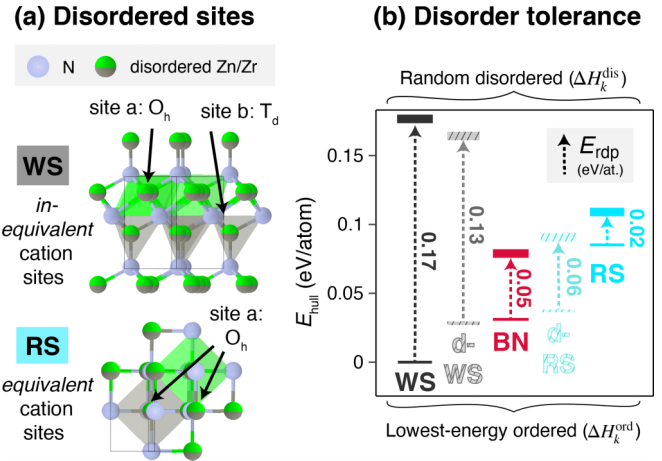 (a) Disordered sites
N
disordered Zn/Zr
site a: Oh
site b: Td
WS
in-
equivalent
cation
sites
site a:
Oh
RS
equivalent
cation
sites
(b) Disorder tolerance
Random disordered (ΔHₖᵈⁱˢ)
Ehull (eV/atom)
0.15
0.1
0.05
0
Erdp
(eV/at.)
0.17
0.13
0.05
0.06
0.02
WS
d-
WS
BN
d-
RS
RS
Lowest-energy ordered (ΔHₖᵒʳᵈ)